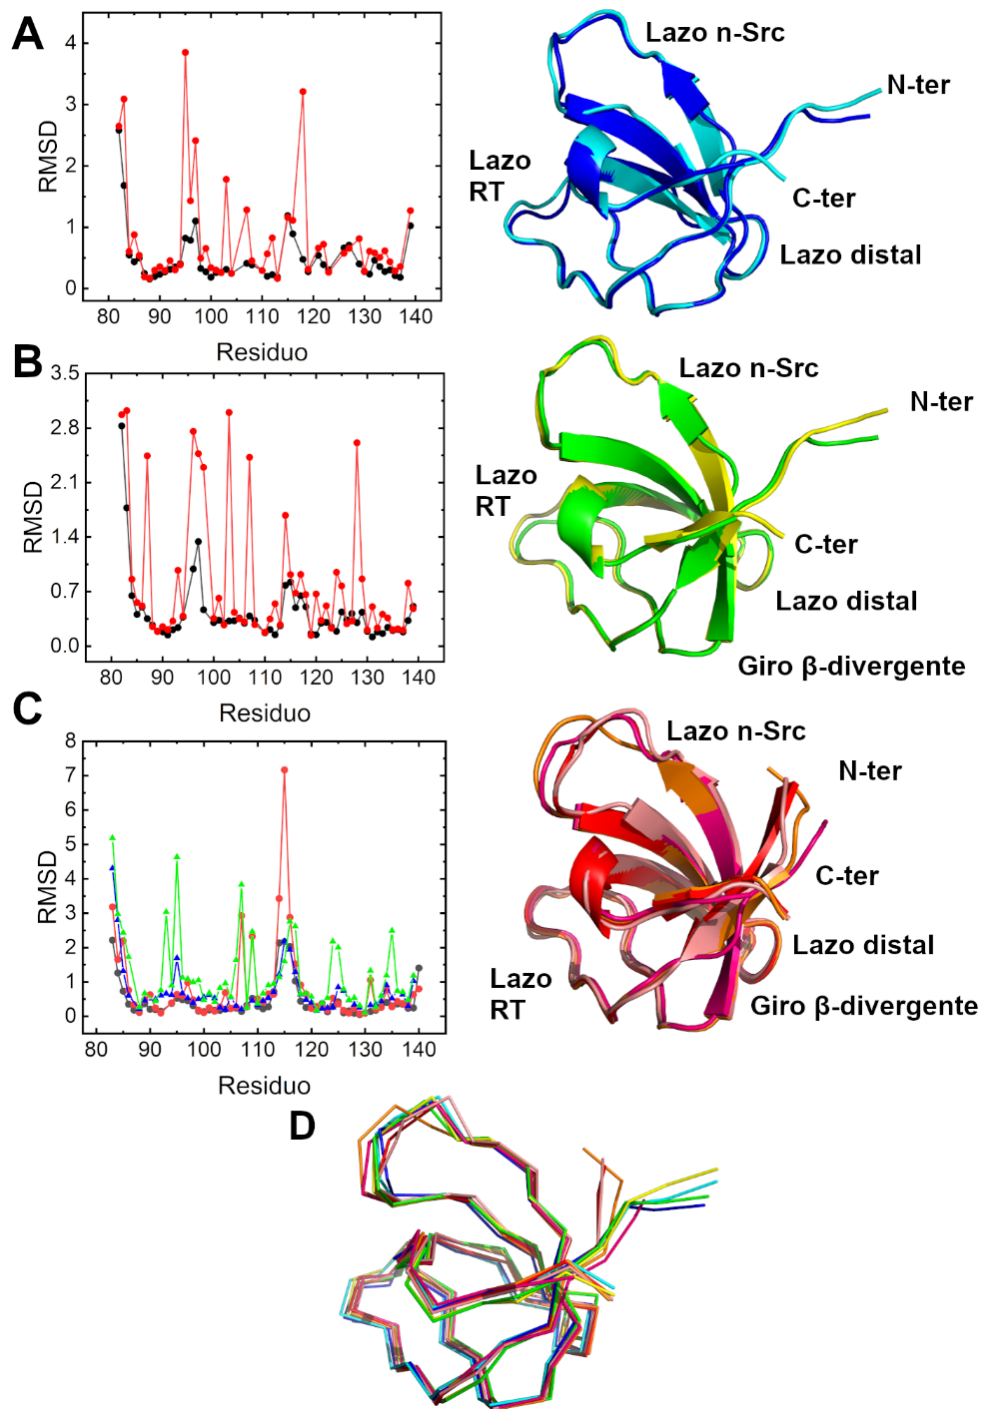 A
RMSD
4
3
2
1
0
80 90 100 110 120 130 140
Residuo
Lazo n-Src
N-ter
Lazo
RT
C-ter
Lazo distal
B
RMSD
3.5
2.8
2.1
1.4
0.7
0.0
80 90 100 110 120 130 140
Residuo
Lazo n-Src
N-ter
Lazo
RT
C-ter
Lazo distal
Giro β-divergente
C
RMSD
8
7
6
5
4
3
2
1
0
80 90 100 110 120 130 140
Residuo
Lazo n-Src
N-ter
C-ter
Lazo distal
Lazo
RT
Giro β-divergente
D